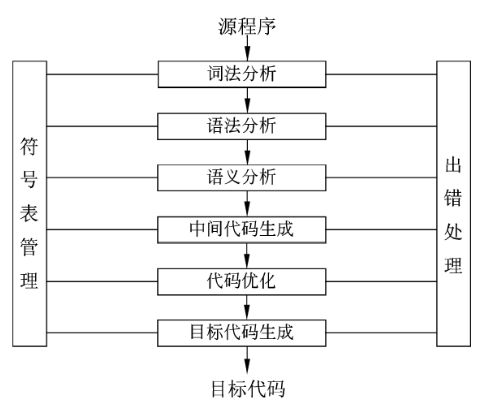 源程序
词法分析
语法分析
语义分析
中间代码生成
代码优化
目标代码生成
目标代码
符号表管理
出错处理